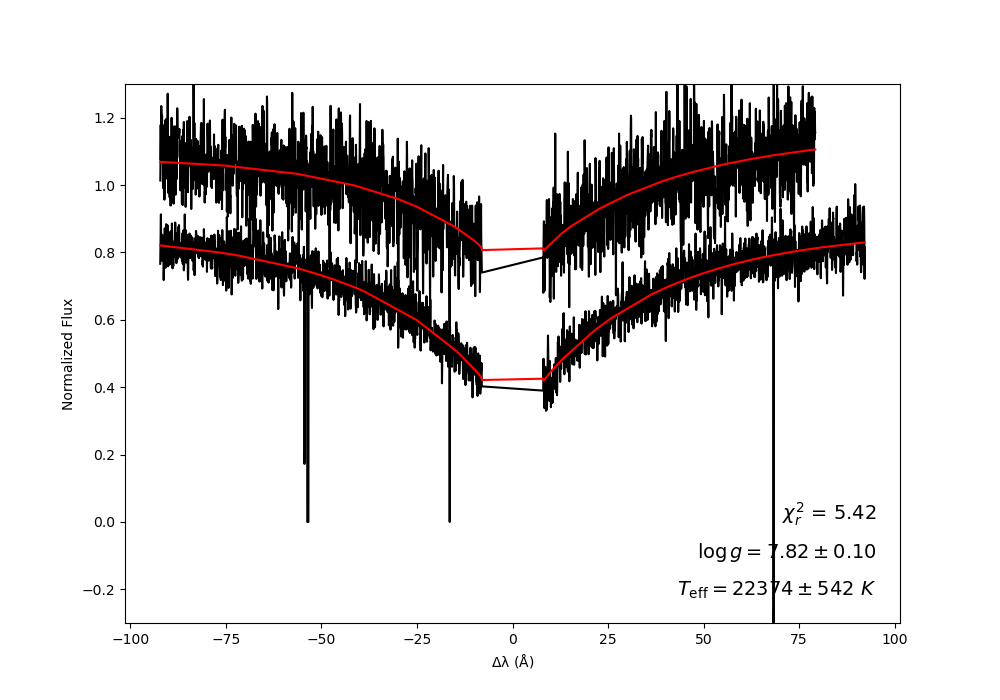 1.2
1.0
0.8
0.6
0.4
0.2
0.0
−0.2
Normalized Flux
χ²ᵣ = 5.42
log g = 7.82 ± 0.10
T_eff = 22374 ± 542 K
−100 −75 −50 −25 0 25 50 75 100
Δλ (Å)